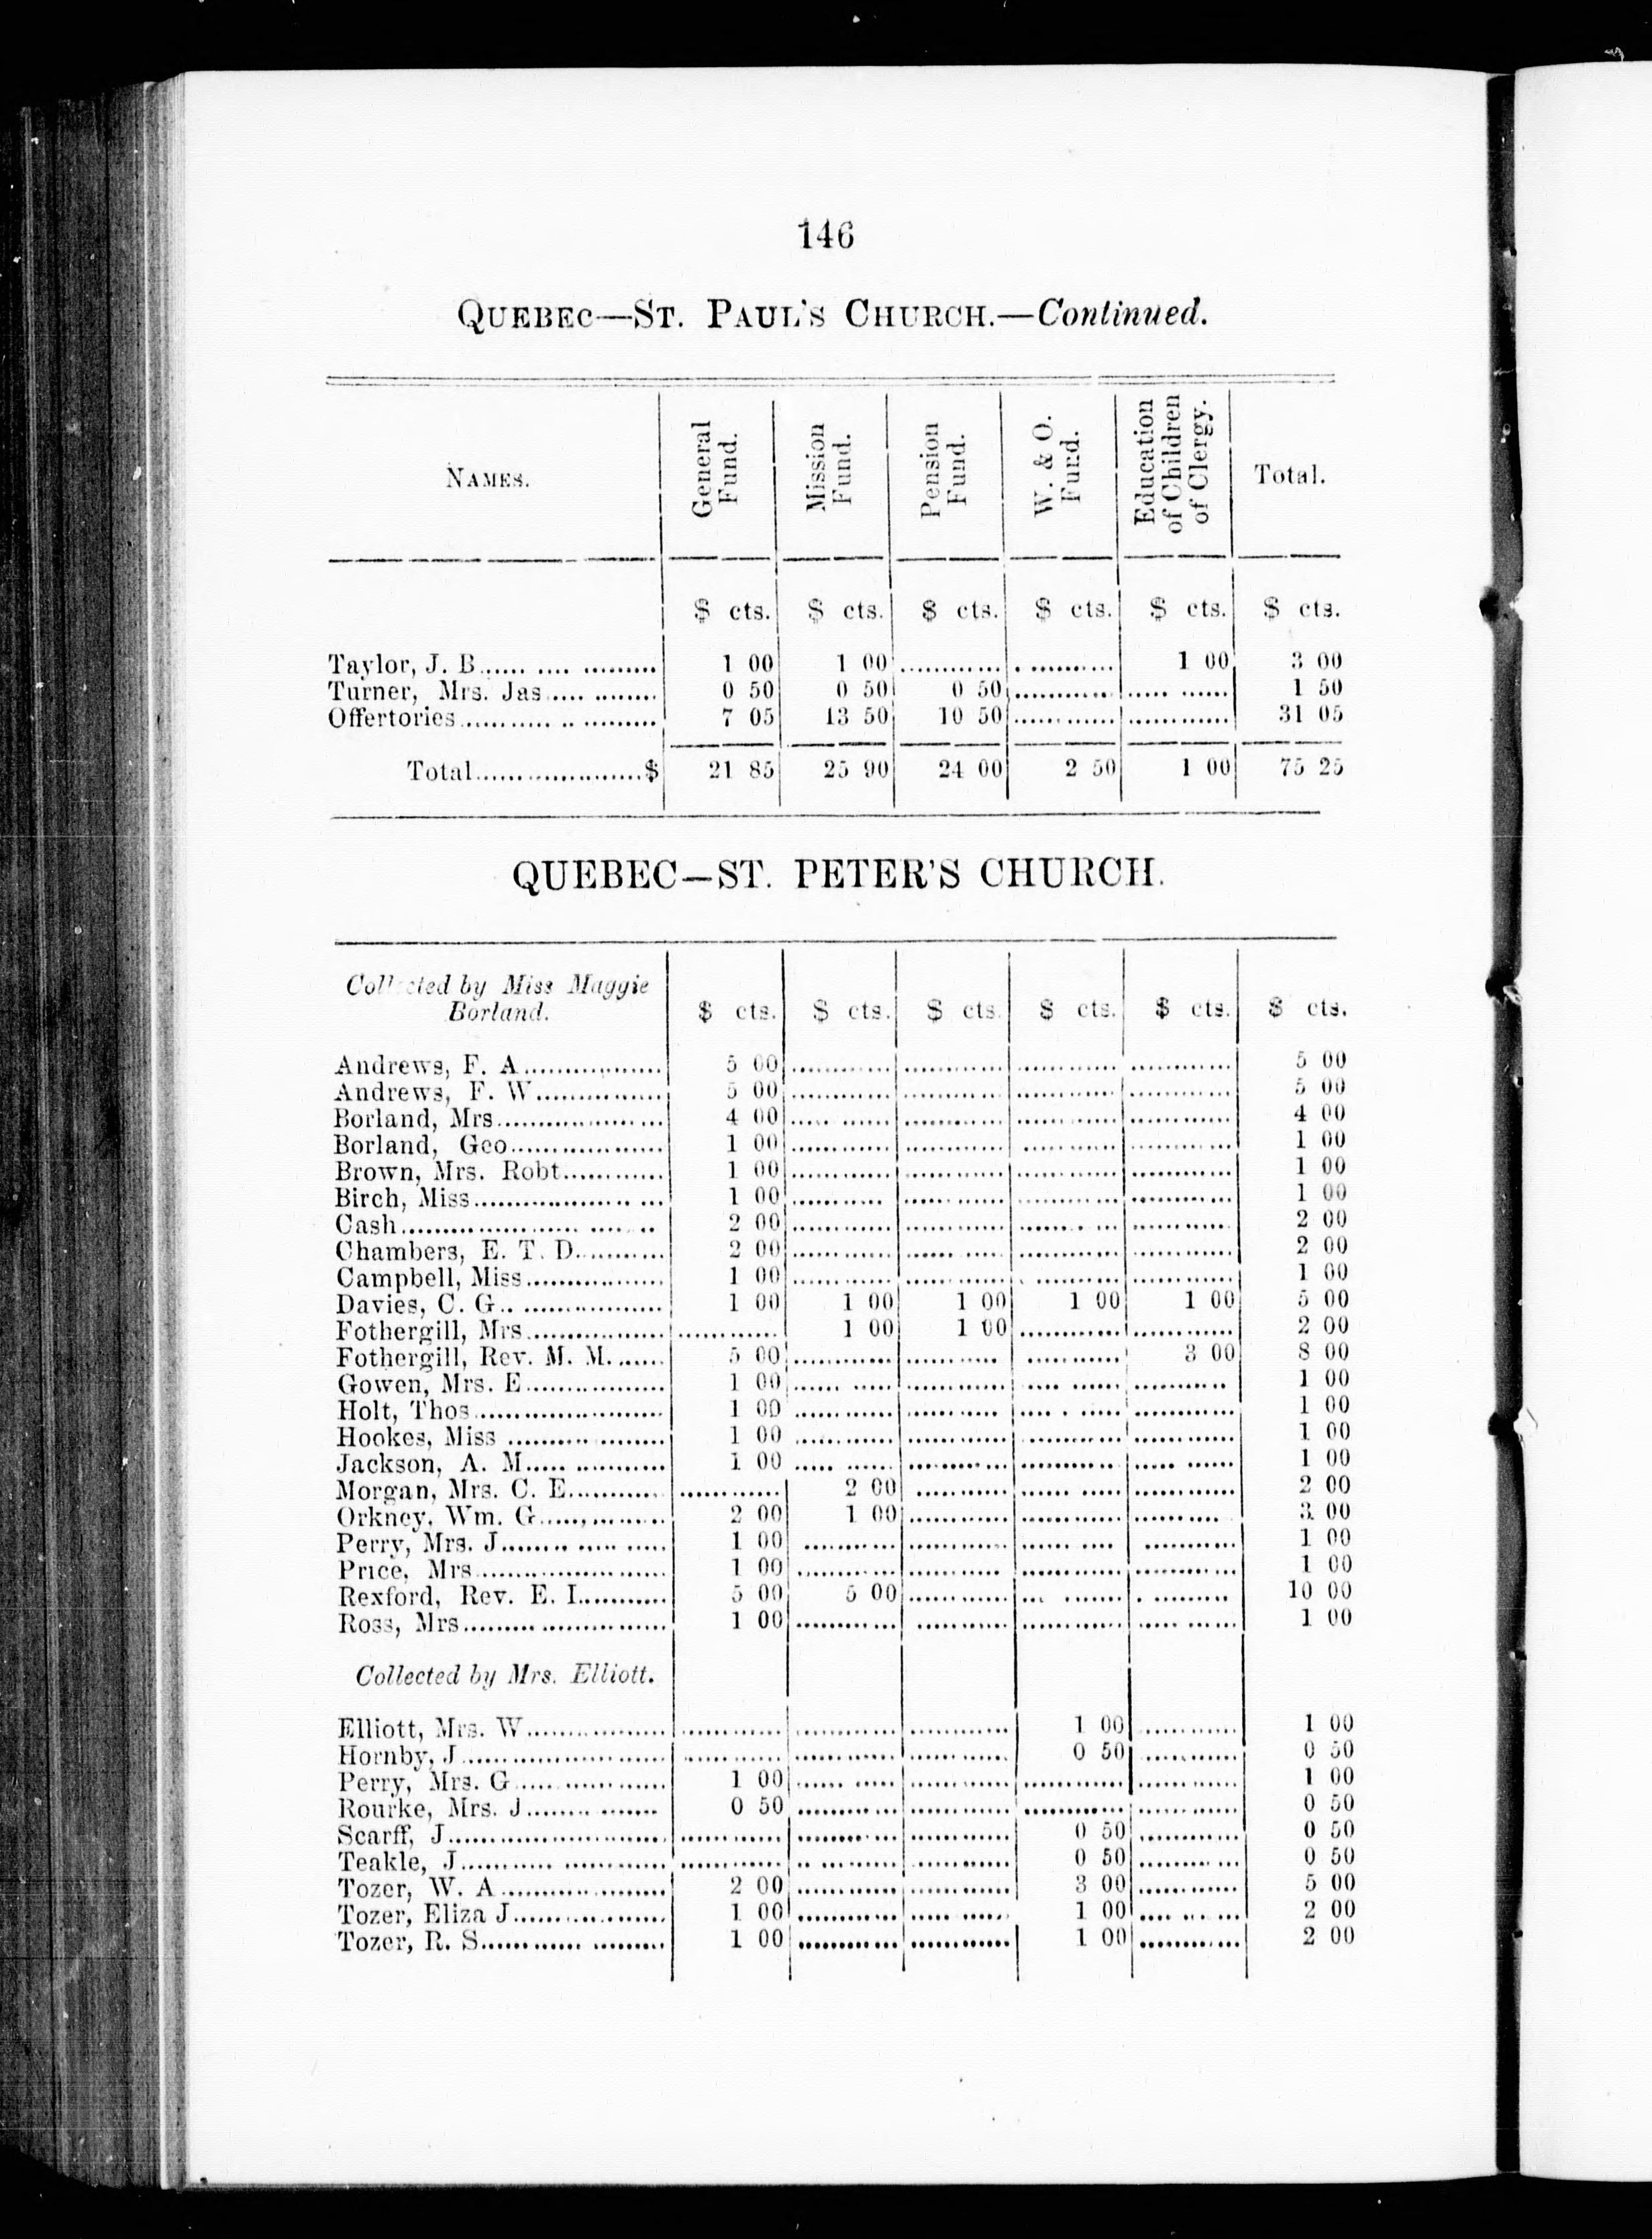 146
QUEBEC—ST. PAUL'S CHURCH.—Continued.
NAMES. General Fund. Mission Fund. Pension Fund. W. & O. Fund. Education of Children of Clergy. Total.
$ cts. $ cts. $ cts. $ cts. $ cts. $ cts.
Taylor, J. B. 1 00 1 00 ............ ............ 1 00 3 00
Turner, Mrs. Jas. 0 50 0 50 0 50 ............ ............ 1 50
Offertories 7 05 13 50 10 50 ............ ............ 31 05
Total....................$ 21 85 25 90 24 00 2 50 1 00 75 25
QUEBEC—ST. PETER'S CHURCH.
Collected by Miss Maggie
Borland. $ cts. $ cts. $ cts. $ cts. $ cts. $ cts.
Andrews, F. A. 5 00 ............ ............ ............ ............ 5 00
Andrews, F. W. 5 00 ............ ............ ............ ............ 5 00
Borland, Mrs. 4 00 ............ ............ ............ ............ 4 00
Borland, Geo. 1 00 ............ ............ ............ ............ 1 00
Brown, Mrs. Robt. 1 00 ............ ............ ............ ............ 1 00
Birch, Miss 1 00 ............ ............ ............ ............ 1 00
Cash 2 00 ............ ............ ............ ............ 2 00
Chambers, E. T. D. 2 00 ............ ............ ............ ............ 2 00
Campbell, Miss 1 00 ............ ............ ............ ............ 1 00
Davies, C. G. 1 00 1 00 1 00 1 00 1 00 5 00
Fothergill, Mrs. ............ 1 00 1 00 ............ ............ 2 00
Fothergill, Rev. M. M. 5 00 ............ ............ ............ 3 00 8 00
Gowen, Mrs. E. 1 00 ............ ............ ............ ............ 1 00
Holt, Thos. 1 00 ............ ............ ............ ............ 1 00
Hookes, Miss 1 00 ............ ............ ............ ............ 1 00
Jackson, A. M. 1 00 ............ ............ ............ ............ 1 00
Morgan, Mrs. C. E. ............ 2 00 ............ ............ ............ 2 00
Orkney, Wm. G. 2 00 1 00 ............ ............ ............ 3 00
Perry, Mrs. J. 1 00 ............ ............ ............ ............ 1 00
Price, Mrs. 1 00 ............ ............ ............ ............ 1 00
Rexford, Rev. E. I. 5 00 5 00 ............ ............ ............ 10 00
Ross, Mrs. 1 00 ............ ............ ............ ............ 1 00
Collected by Mrs. Elliott.
Elliott, Mrs. W. ............ ............ ............ 1 00 ............ 1 00
Hornby, J. ............ ............ ............ 0 50 ............ 0 50
Perry, Mrs. G. 1 00 ............ ............ ............ ............ 1 00
Rourke, Mrs. J. 0 50 ............ ............ ............ ............ 0 50
Scarff, J. ............ ............ ............ 0 50 ............ 0 50
Teakle, J. ............ ............ ............ 0 50 ............ 0 50
Tozer, W. A. 2 00 ............ ............ 3 00 ............ 5 00
Tozer, Eliza J. 1 00 ............ ............ 1 00 ............ 2 00
Tozer, R. S. 1 00 ............ ............ 1 00 ............ 2 00